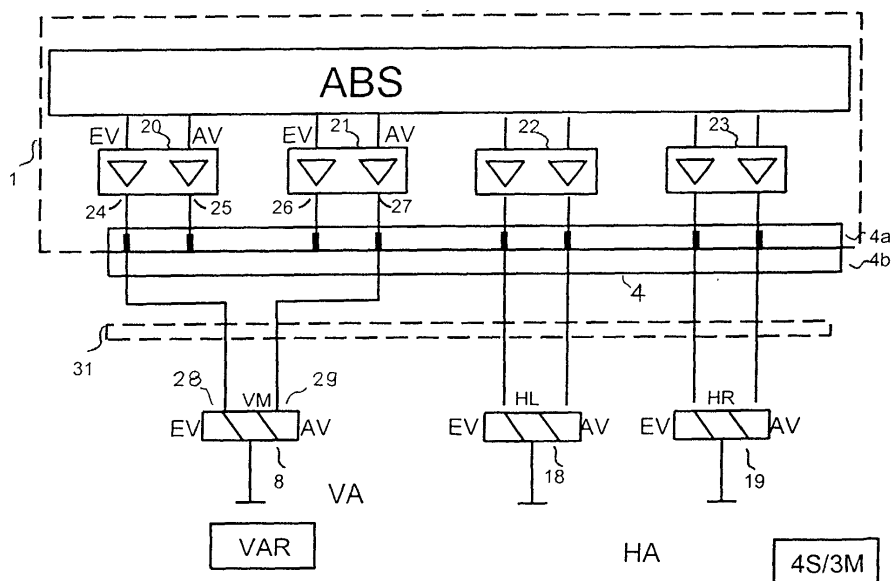 ABS
EV 20 AV EV 21 AV 22 23
1
24 25 26 27
4a
4b
4
31
28 VM 29 HL HR
EV AV EV AV EV AV
8 18 19
VA
VAR HA 4S/3M